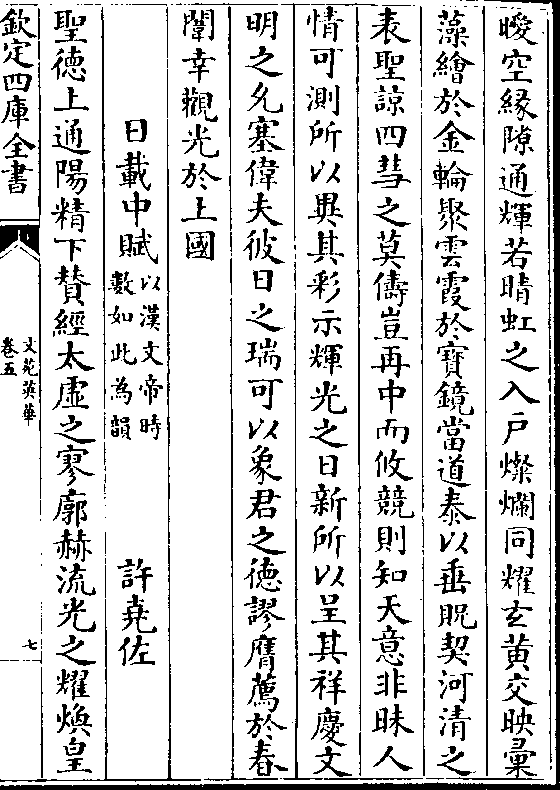 曖空縁隙通輝若晴虹之入戸燦爛同耀𤣥黄交映彚
藻繪於金輪聚雲霞於寶鏡當道泰以垂貺契河清之
表聖諒四彗之莫儔豈再中而攸競則知天意非昧人
情可測所以異其彩示輝光之日新所以呈其祥慶文
明之允塞偉夫彼日之瑞可以象君之德謬膺薦於春
闈幸觀光於上國
日載中賦以漢文帝時數如此為韻 許堯佐
聖德上通陽精下賛經太虚之寥廓赫流光之耀煥皇
欽定四庫全書
文苑英華
卷五
七